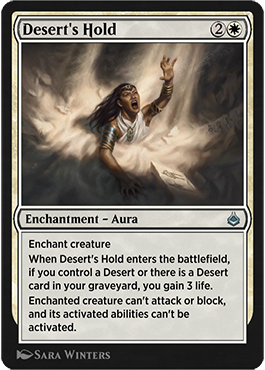 Desert's Hold 2
Enchantment – Aura
Enchant creature
When Desert's Hold enters the battlefield,
if you control a Desert or there is a Desert
card in your graveyard, you gain 3 life.
Enchanted creature can't attack or block,
and its activated abilities can't be
activated.
Sara Winters